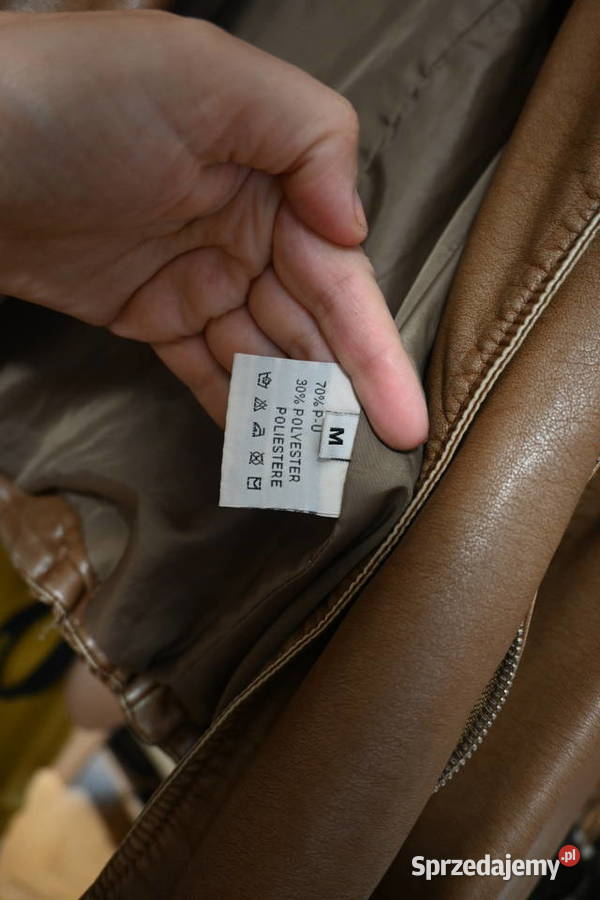 70% P-U
30% POLYESTER
POLIESTERE
M
Sprzedajemy.pl